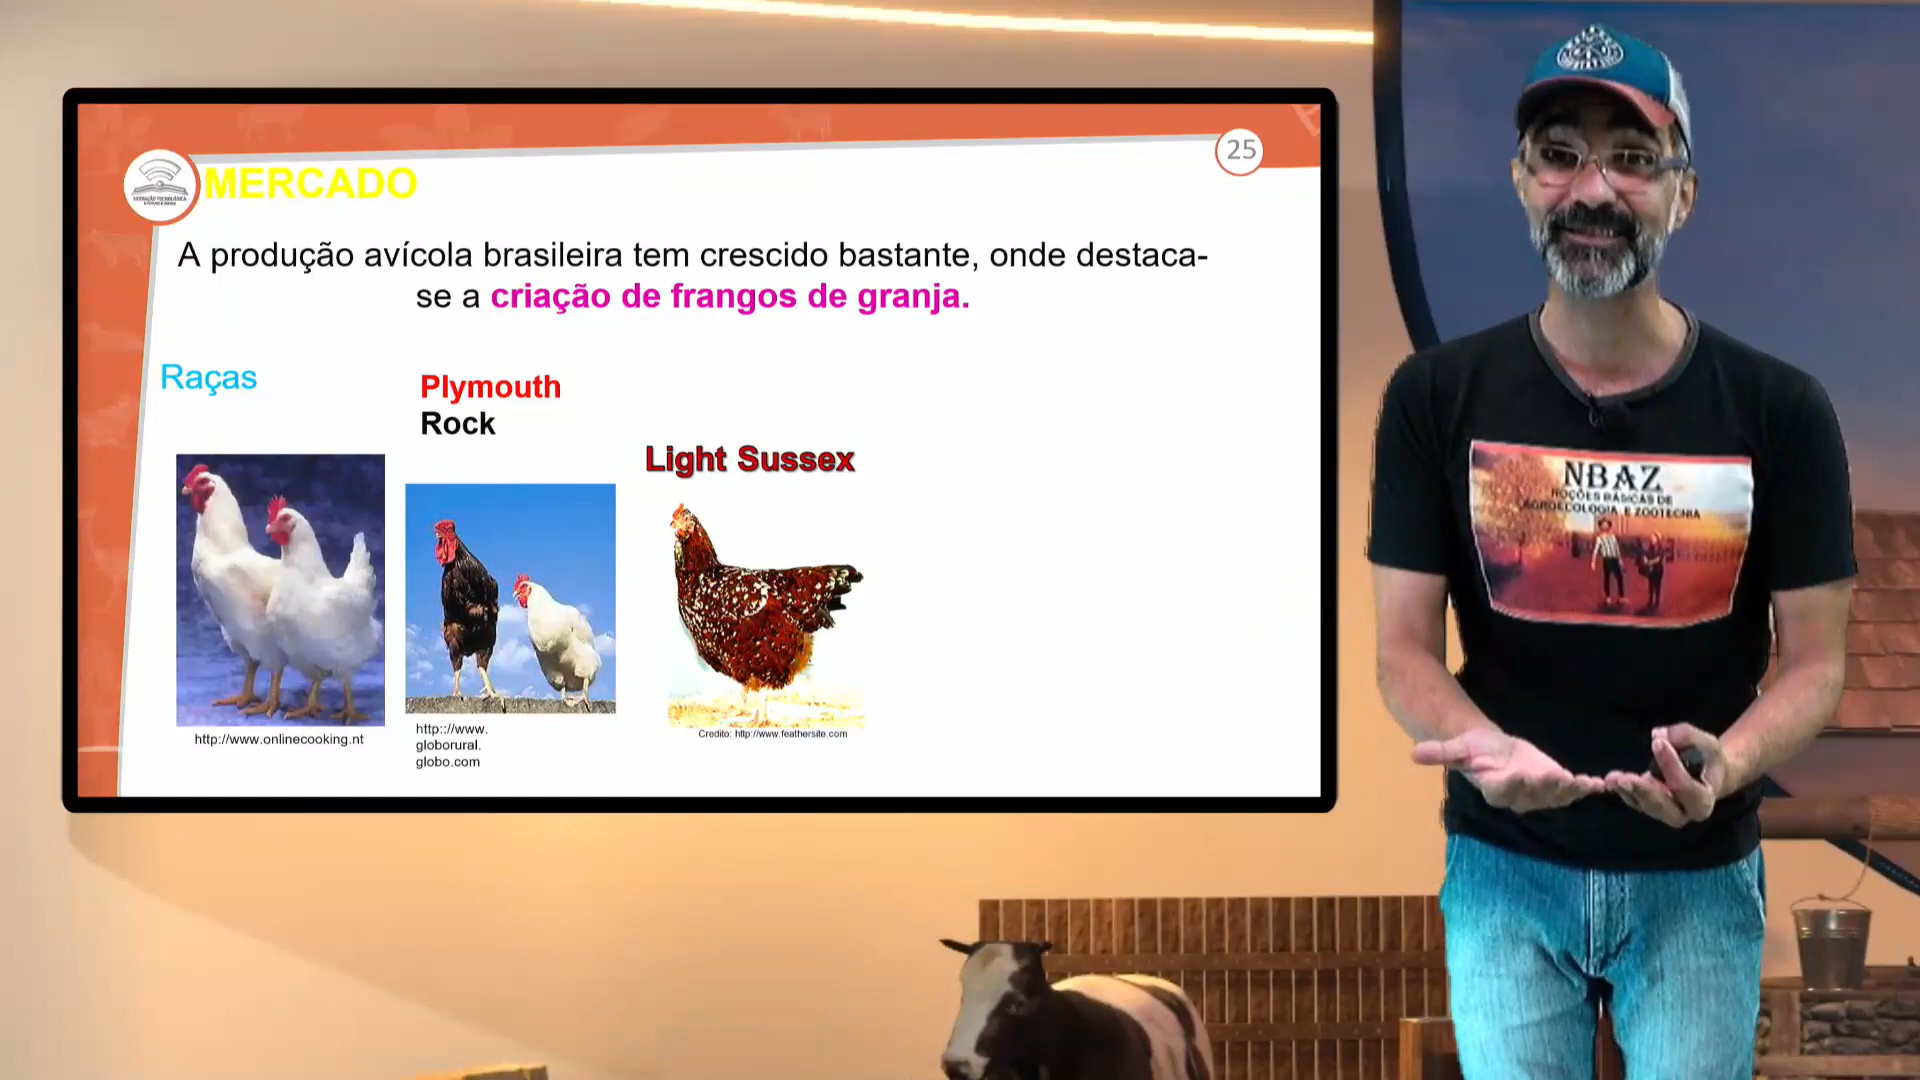 25
MERCADO
A produção avícola brasileira tem crescido bastante, onde destaca-
se a criação de frangos de granja.
Raças
Plymouth
Rock
Light Sussex
http://www.onlinecooking.nt
http:://www.
globorural.
globo.com
Credito: http://www.feathersite.com
NBAZ
NOÇÕES BÁSICAS DE
AGROECOLOGIA E ZOOTECNIA